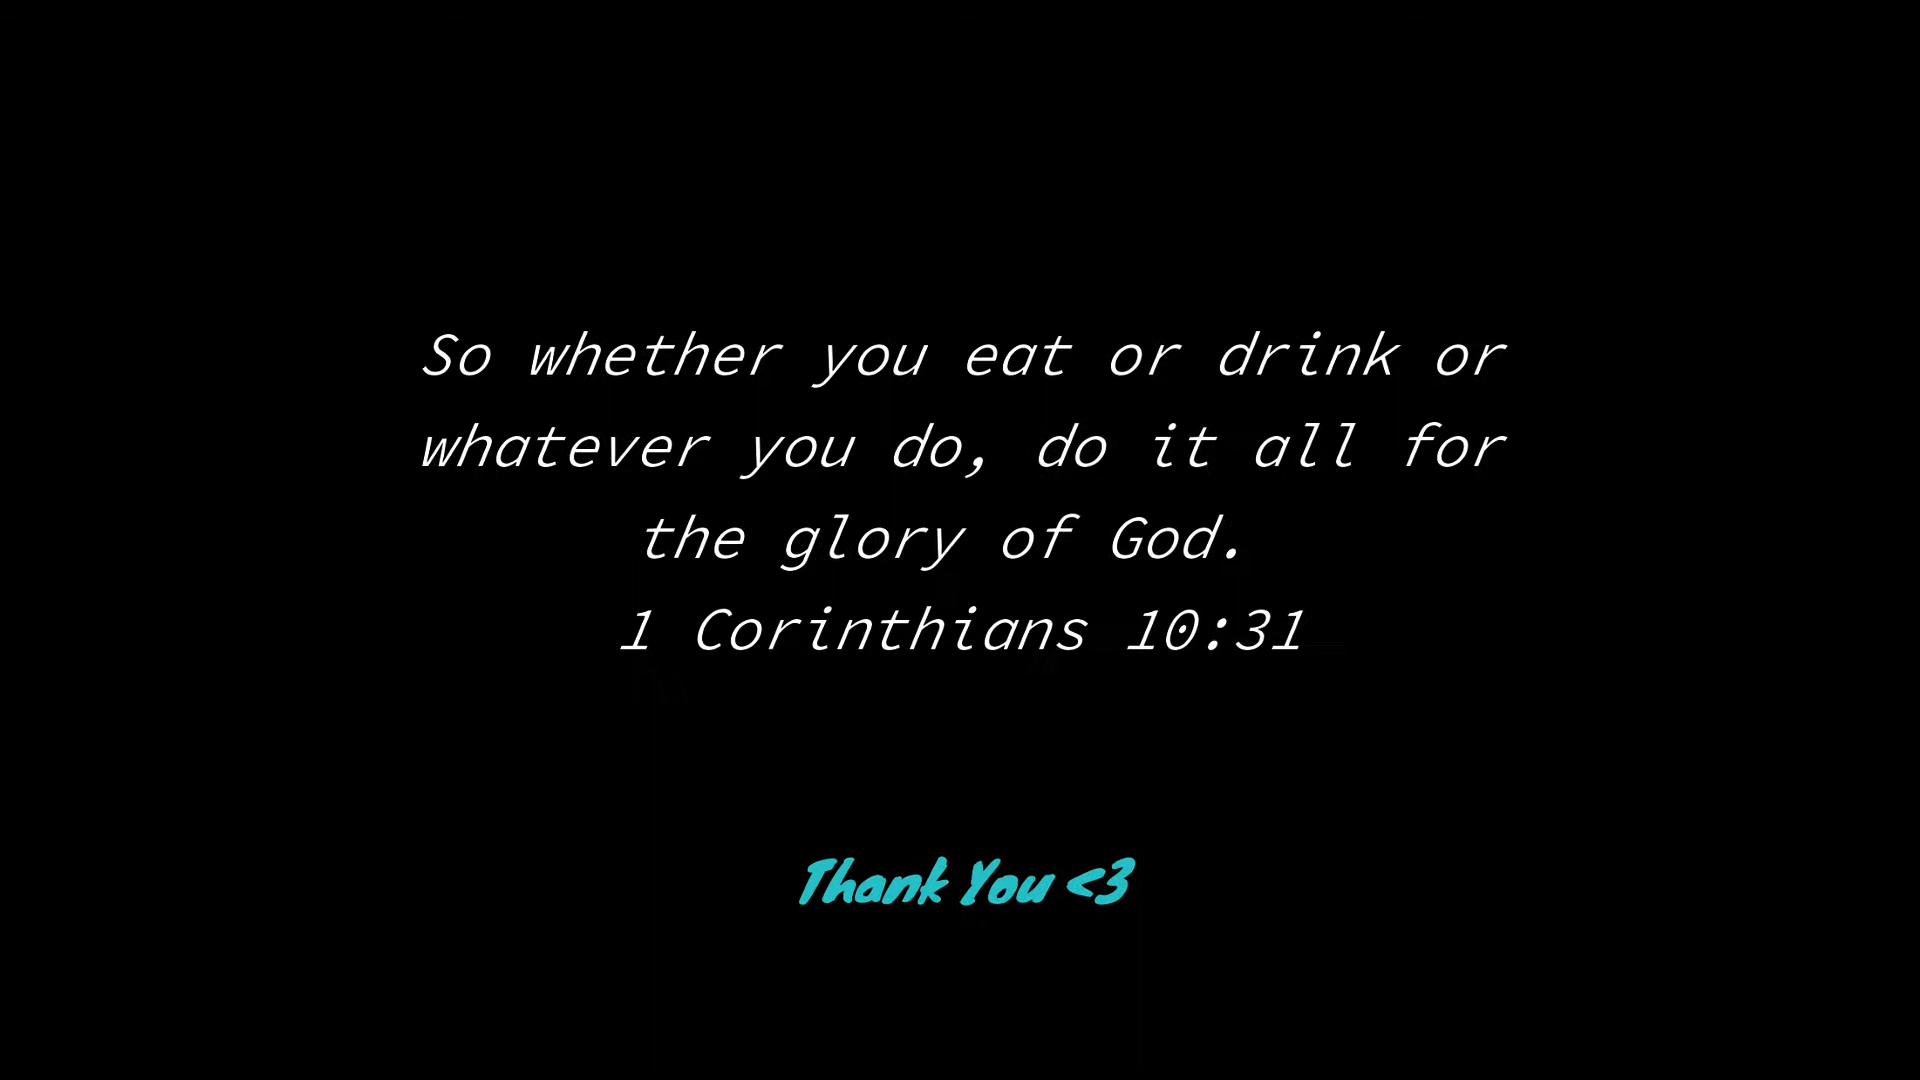 So whether you eat or drink or
whatever you do, do it all for
the glory of God.
1 Corinthians 10:31
Thank You <3